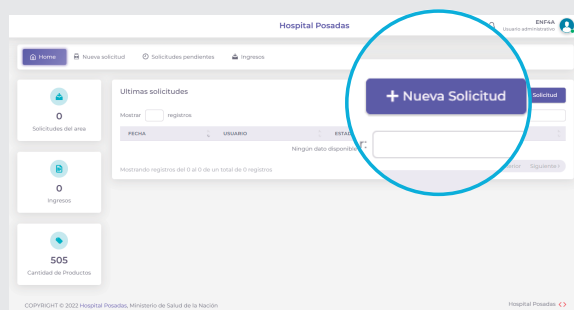 Hospital Posadas
ENF4A
Usuario administrativo
Home
Nueva solicitud
Solicitudes pendientes
Ingresos
0
Solicitudes del area
Ultimas solicitudes
+ Nueva Solicitud
Solicitud
Mostrar registros
FECHA USUARIO
Ningún dato disponible
Mostrando registros del 0 al 0 de un total de 0 registros
Siguiente
0
Ingresos
505
Cantidad de Productos
COPYRIGHT © 2022 Hospital Posadas, Ministerio de Salud de la Nación
Hospital Posadas